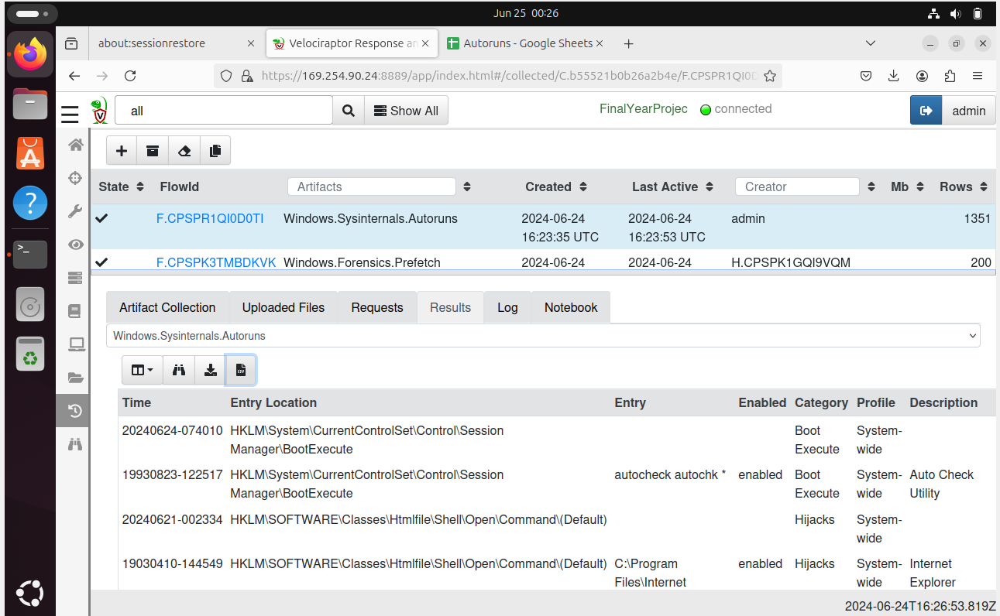 Jun 25 00:26
about:sessionrestore
Velociraptor Response an
Autoruns - Google Sheets
https://169.254.90.24:8889/app/index.html#/collected/C.b55521b0b26a2b4e/F.CPSPR1QI0D
all
Show All
FinalYearProjec
connected
admin
State FlowId Artifacts Created Last Active Creator Mb Rows
F.CPSPR1QI0D0TI Windows.Sysinternals.Autoruns 2024-06-24 2024-06-24 admin 1351
16:23:35 UTC 16:23:53 UTC
F.CPSPK3TMBDKVK Windows.Forensics.Prefetch 2024-06-24 2024-06-24 H.CPSPK1GQI9VQM 200
Artifact Collection Uploaded Files Requests Results Log Notebook
Windows.Sysinternals.Autoruns
CSV
Time Entry Location Entry Enabled Category Profile Description
20240624-074010 HKLM\System\CurrentControlSet\Control\Session Boot System-
Manager\BootExecute Execute wide
19930823-122517 HKLM\System\CurrentControlSet\Control\Session autocheck autochk * enabled Boot System- Auto Check
Manager\BootExecute Execute wide Utility
20240621-002334 HKLM\SOFTWARE\Classes\Htmlfile\Shell\Open\Command\(Default) Hijacks System-
wide
19030410-144549 HKLM\SOFTWARE\Classes\Htmlfile\Shell\Open\Command\(Default) C:\Program enabled Hijacks System- Internet
Files\Internet wide Explorer
2024-06-24T16:26:53.819Z